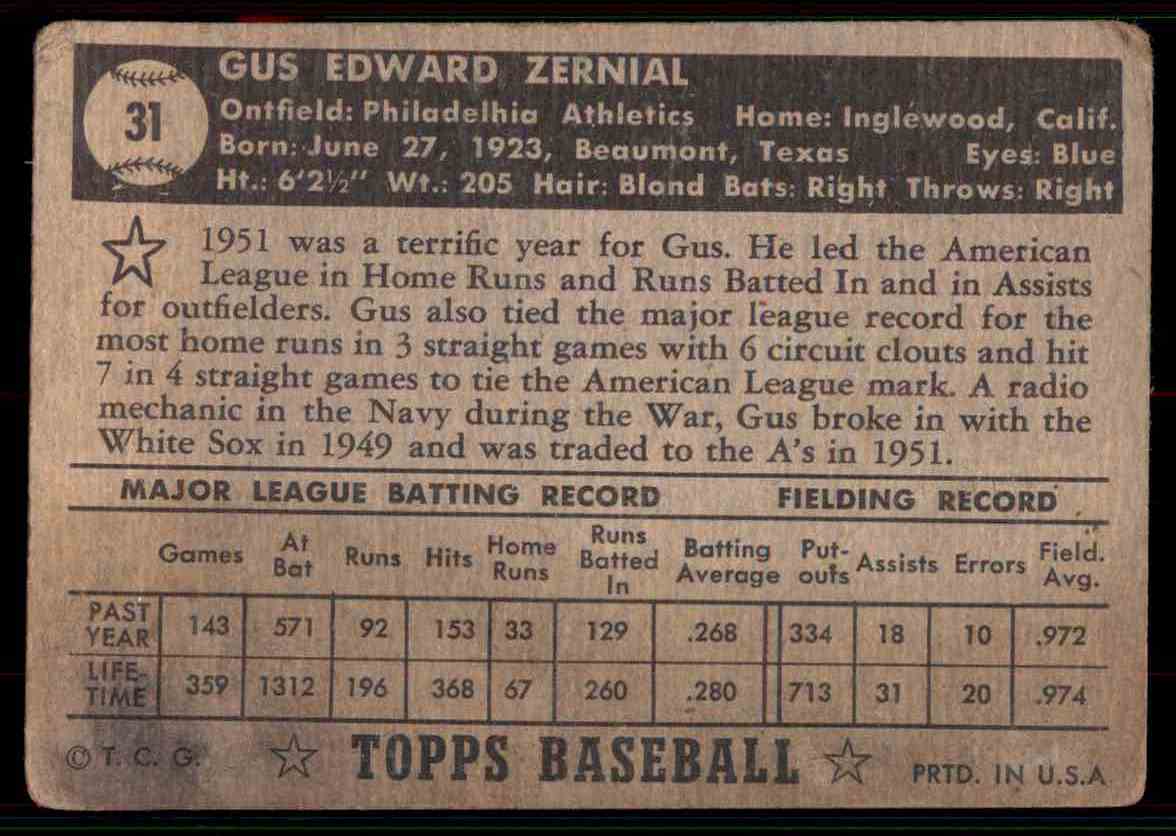 31
GUS EDWARD ZERNIAL
Ontfield: Philadelhia Athletics Home: Inglewood, Calif.
Born: June 27, 1923, Beaumont, Texas Eyes: Blue
Ht.: 6'2½" Wt.: 205 Hair: Blond Bats: Right Throws: Right
1951 was a terrific year for Gus. He led the American
League in Home Runs and Runs Batted In and in Assists
for outfielders. Gus also tied the major league record for the
most home runs in 3 straight games with 6 circuit clouts and hit
7 in 4 straight games to tie the American League mark. A radio
mechanic in the Navy during the War, Gus broke in with the
White Sox in 1949 and was traded to the A's in 1951.
MAJOR LEAGUE BATTING RECORD FIELDING RECORD
Games At Bat Runs Hits Home Runs Runs Batted In Batting Average Put-outs Assists Errors Field. Avg.
PAST YEAR 143 571 92 153 33 129 .268 334 18 10 .972
LIFE-TIME 359 1312 196 368 67 260 .280 713 31 20 .974
© T. C. G. TOPPS BASEBALL PRTD. IN U.S.A